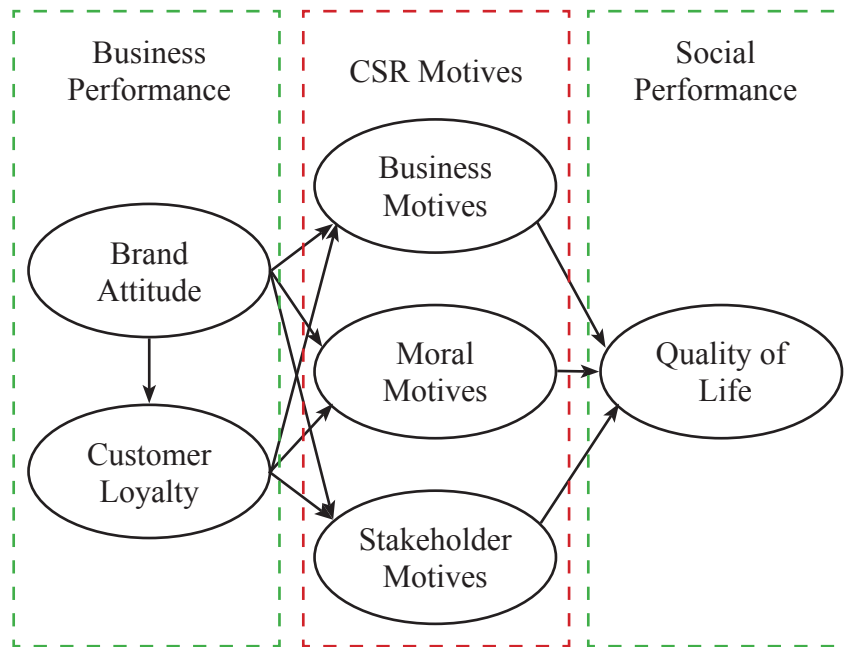 Business
Performance
CSR Motives
Social
Performance
Business
Motives
Brand
Attitude
Moral
Motives
Quality of
Life
Customer
Loyalty
Stakeholder
Motives